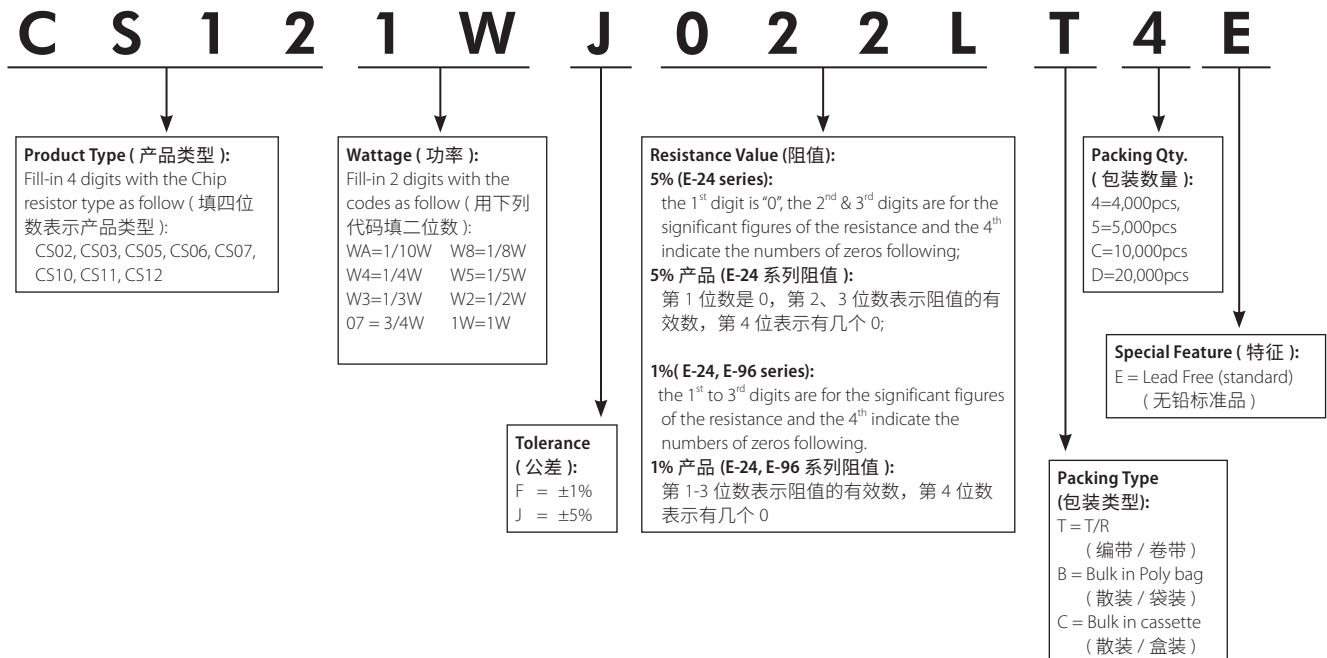 C S 1 2 1 W J 0 2 2 L T 4 E
Product Type ( 产品类型 ):
Fill-in 4 digits with the Chip
resistor type as follow ( 填四位
数表示产品类型 ):
CS02, CS03, CS05, CS06, CS07,
CS10, CS11, CS12
Wattage ( 功率 ):
Fill-in 2 digits with the
codes as follow ( 用下列
代码填二位数 ):
WA=1/10W W8=1/8W
W4=1/4W W5=1/5W
W3=1/3W W2=1/2W
07 = 3/4W 1W=1W
Tolerance
( 公差 ):
F = ±1%
J = ±5%
Resistance Value (阻值):
5% (E-24 series):
the 1st digit is "0", the 2nd & 3rd digits are for the
significant figures of the resistance and the 4th
indicate the numbers of zeros following;
5% 产品 (E-24 系列阻值 ):
第 1 位数是 0，第 2、3 位数表示阻值的有
效数，第 4 位表示有几个 0;
1%( E-24, E-96 series):
the 1st to 3rd digits are for the significant figures
of the resistance and the 4th indicate the
numbers of zeros following.
1% 产品 (E-24, E-96 系列阻值 ):
第 1-3 位数表示阻值的有效数，第 4 位数
表示有几个 0
Packing Type
(包装类型):
T = T/R
( 编带 / 卷带 )
B = Bulk in Poly bag
( 散装 / 袋装 )
C = Bulk in cassette
( 散装 / 盒装 )
Packing Qty.
( 包装数量 ):
4=4,000pcs,
5=5,000pcs
C=10,000pcs
D=20,000pcs
Special Feature ( 特征 ):
E = Lead Free (standard)
( 无铅标准品 )